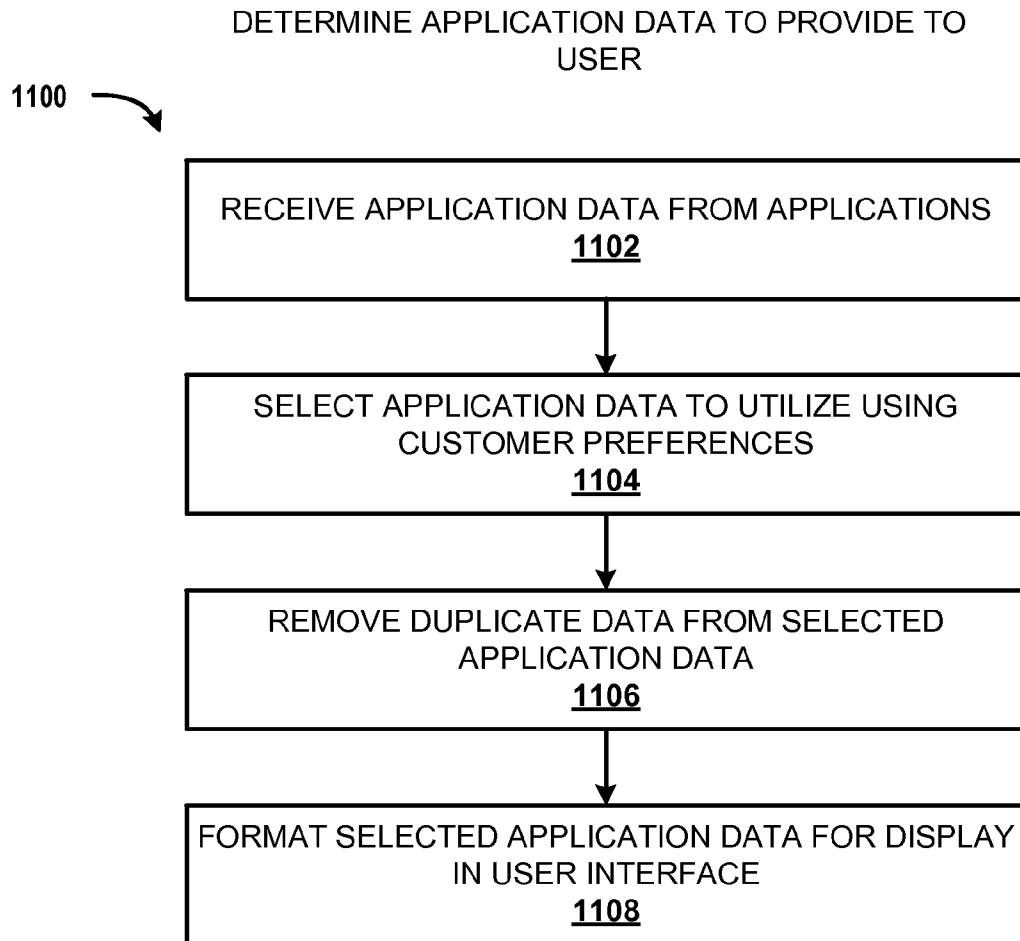 DETERMINE APPLICATION DATA TO PROVIDE TO
USER
1100
RECEIVE APPLICATION DATA FROM APPLICATIONS
1102
SELECT APPLICATION DATA TO UTILIZE USING
CUSTOMER PREFERENCES
1104
REMOVE DUPLICATE DATA FROM SELECTED
APPLICATION DATA
1106
FORMAT SELECTED APPLICATION DATA FOR DISPLAY
IN USER INTERFACE
1108